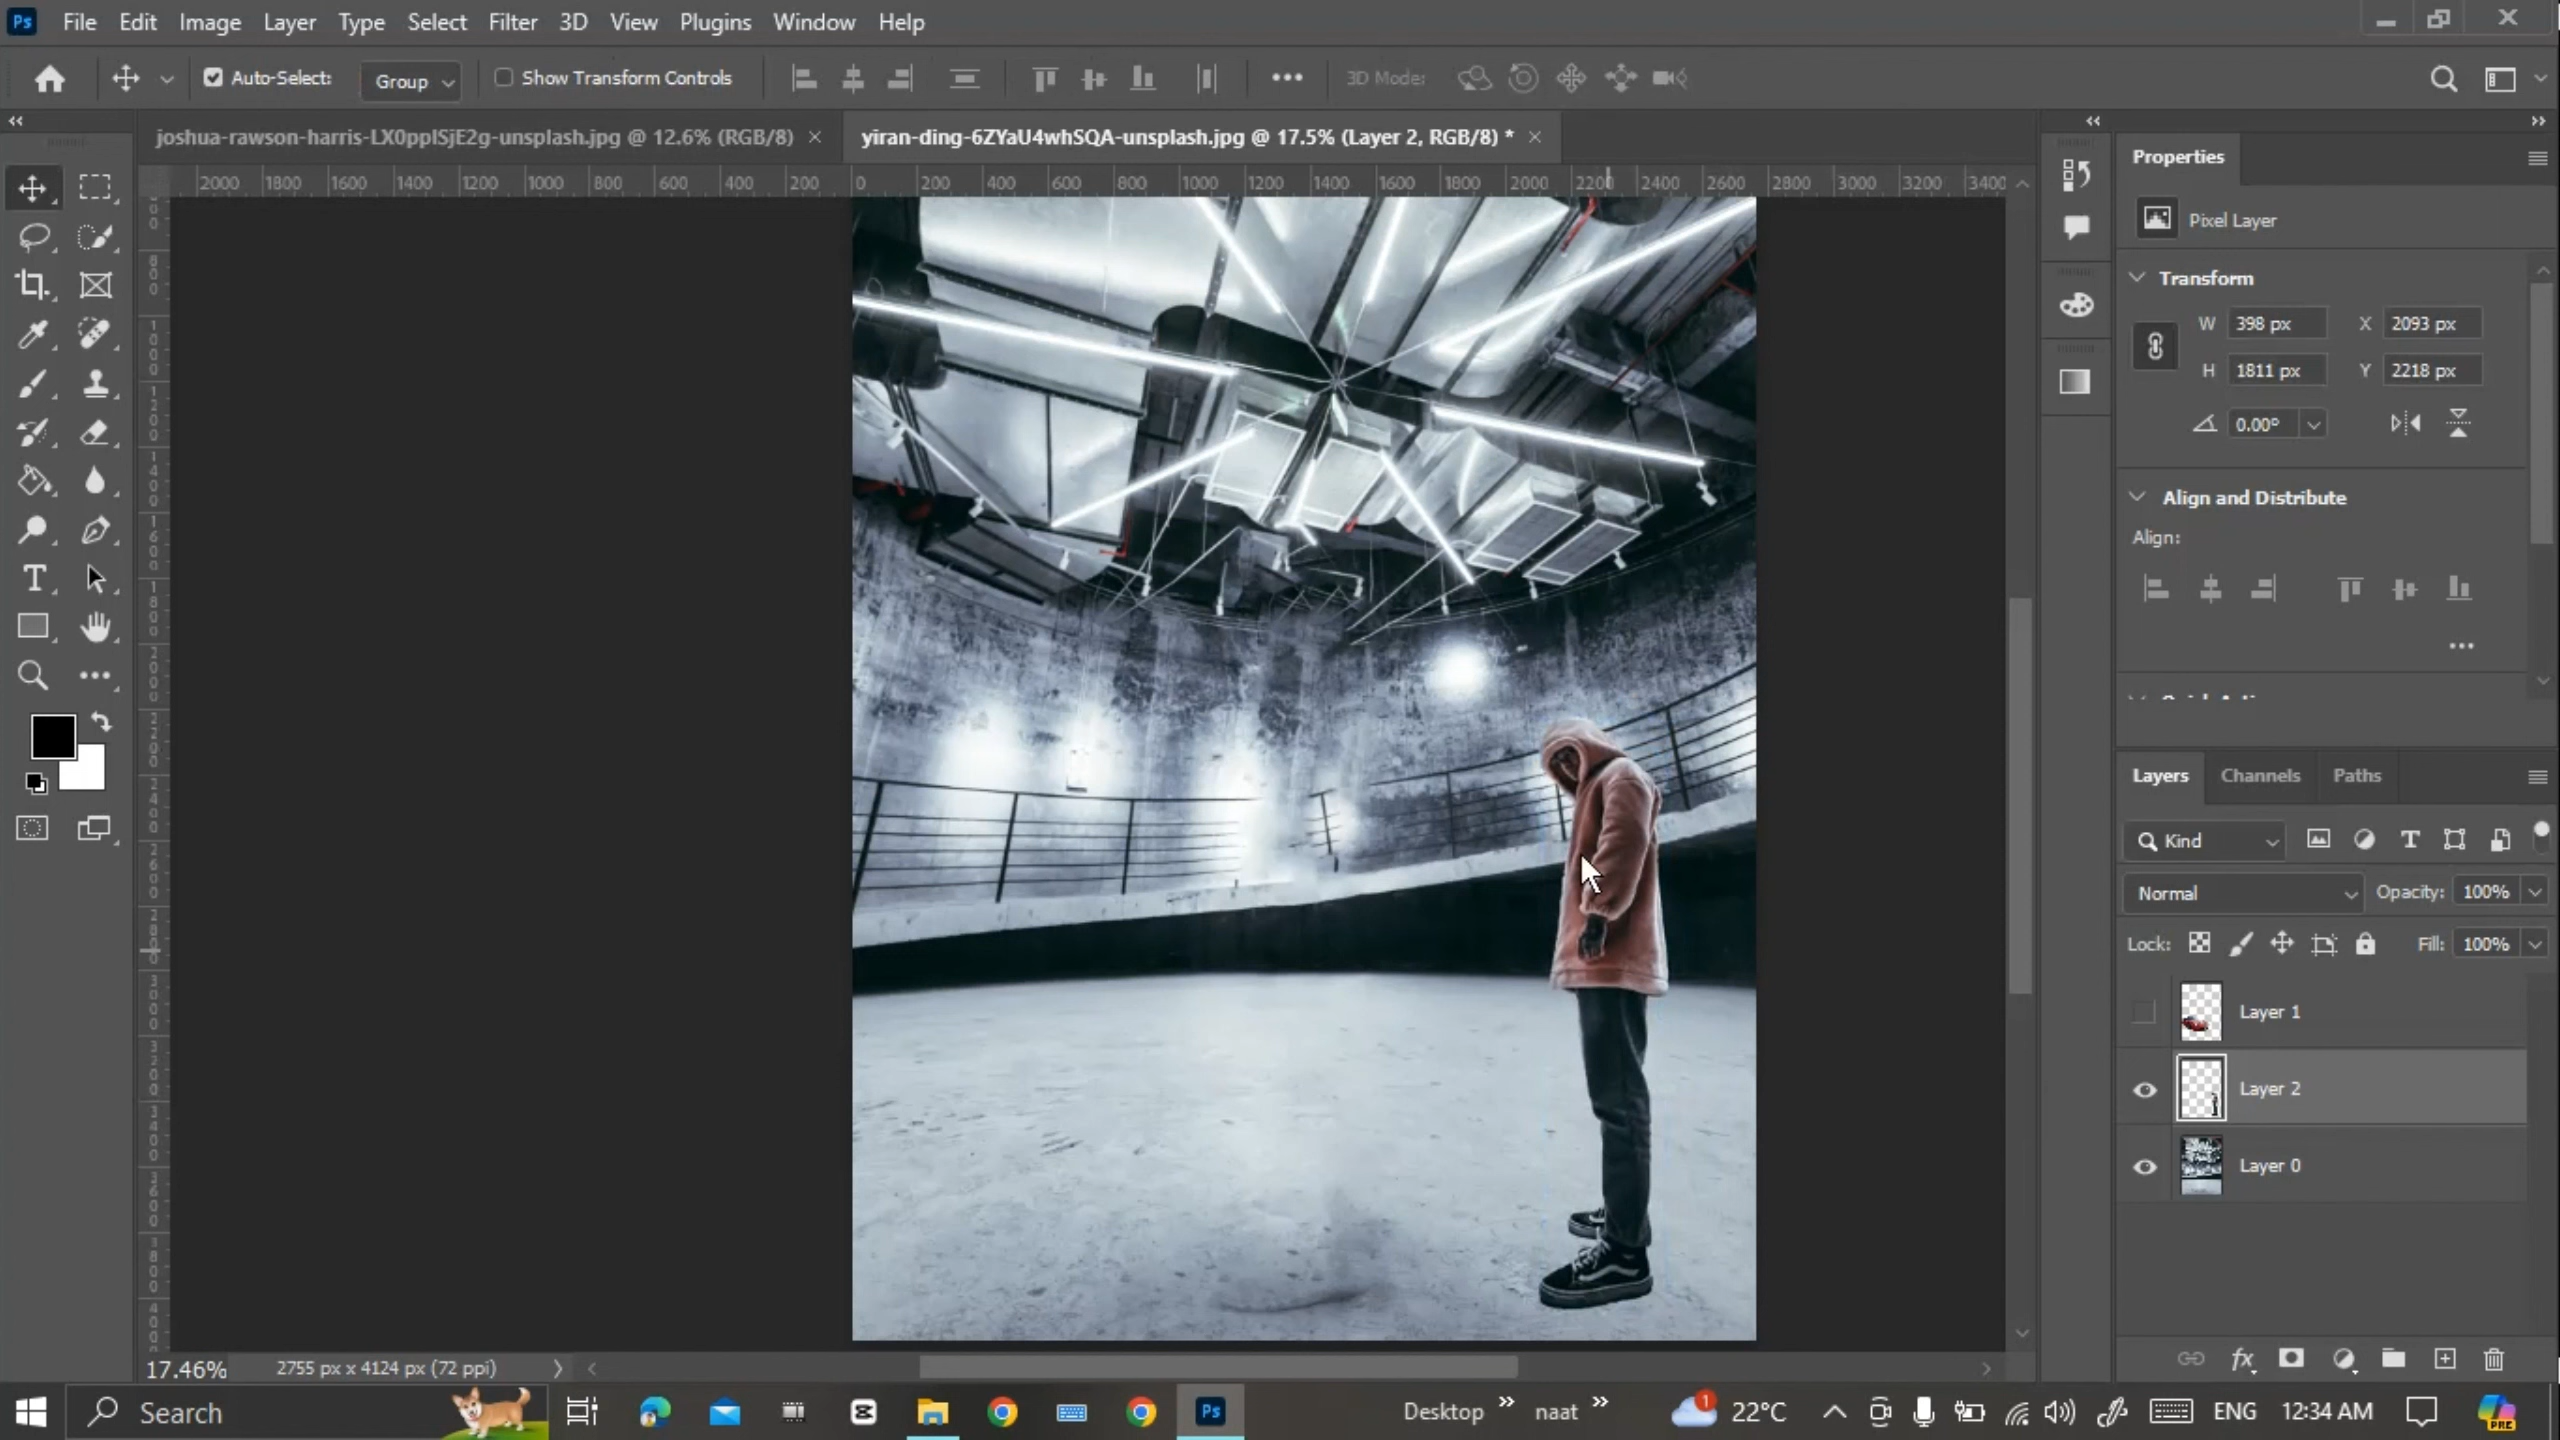 Ps File Edit Image Layer Type Select Filter 3D View Plugins Window Help
Auto-Select: Group Show Transform Controls 3D Mode:
joshua-rawson-harris-LX0pplSjE2g-unsplash.jpg @ 12.6% (RGB/8) yiran-ding-6ZYaU4whSQA-unsplash.jpg @ 17.5% (Layer 2, RGB/8) *
2000 1800 1600 1400 1200 1000 800 600 400 200 0 200 400 600 800 1000 1200 1400 1600 1800 2000 2200 2400 2600 2800 3000 3200 3400
Properties
Pixel Layer
Transform
W 398 px X 2093 px
H 1811 px Y 2218 px
0.00°
Align and Distribute
Align:
Layers Channels Paths
Kind
Normal Opacity: 100%
Lock: Fill: 100%
Layer 1
Layer 2
Layer 0
17.46% 2755 px x 4124 px (72 ppi)
Search Ps Desktop naat 1 22°C ENG 12:34 AM PRE